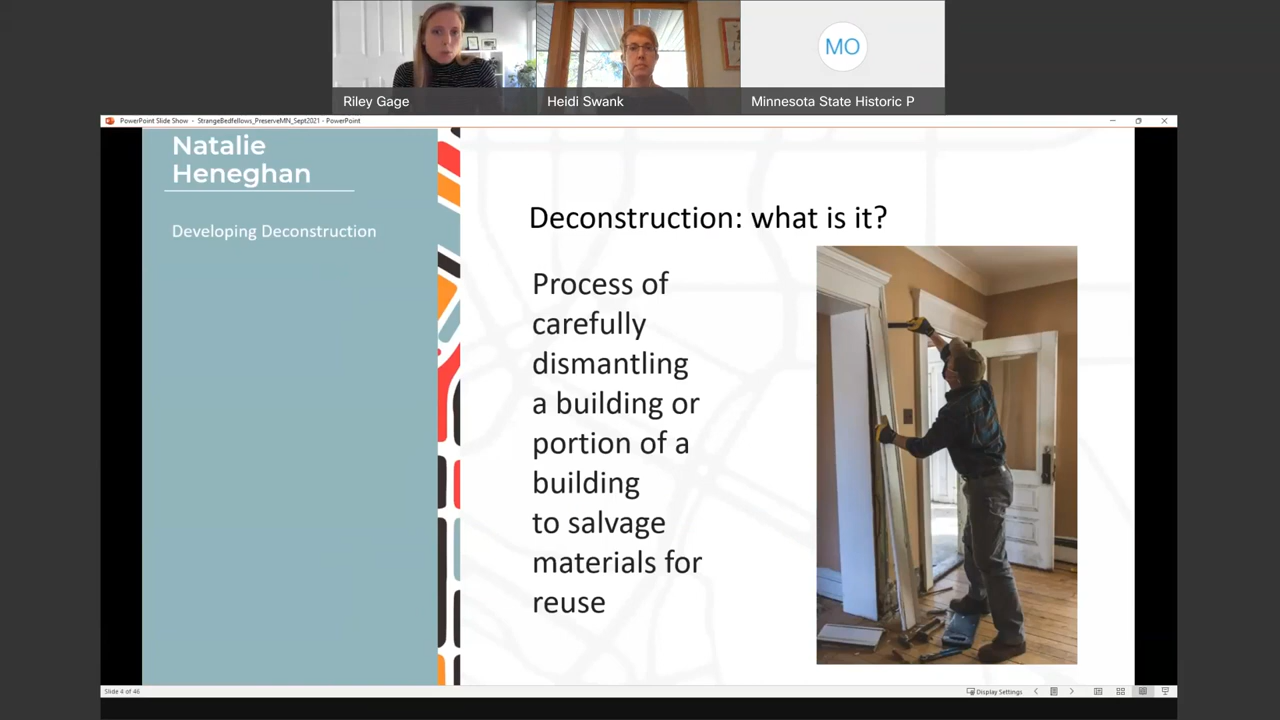 MO
Riley Gage
Heidi Swank
Minnesota State Historic P
PowerPoint Slide Show - StrangeBedfellows_PreserveMN_Sept2021 - PowerPoint
Natalie
Heneghan
Developing Deconstruction
Deconstruction: what is it?
Process of
carefully
dismantling
a building or
portion of a
building
to salvage
materials for
reuse
Slide 4 of 46
Display Settings